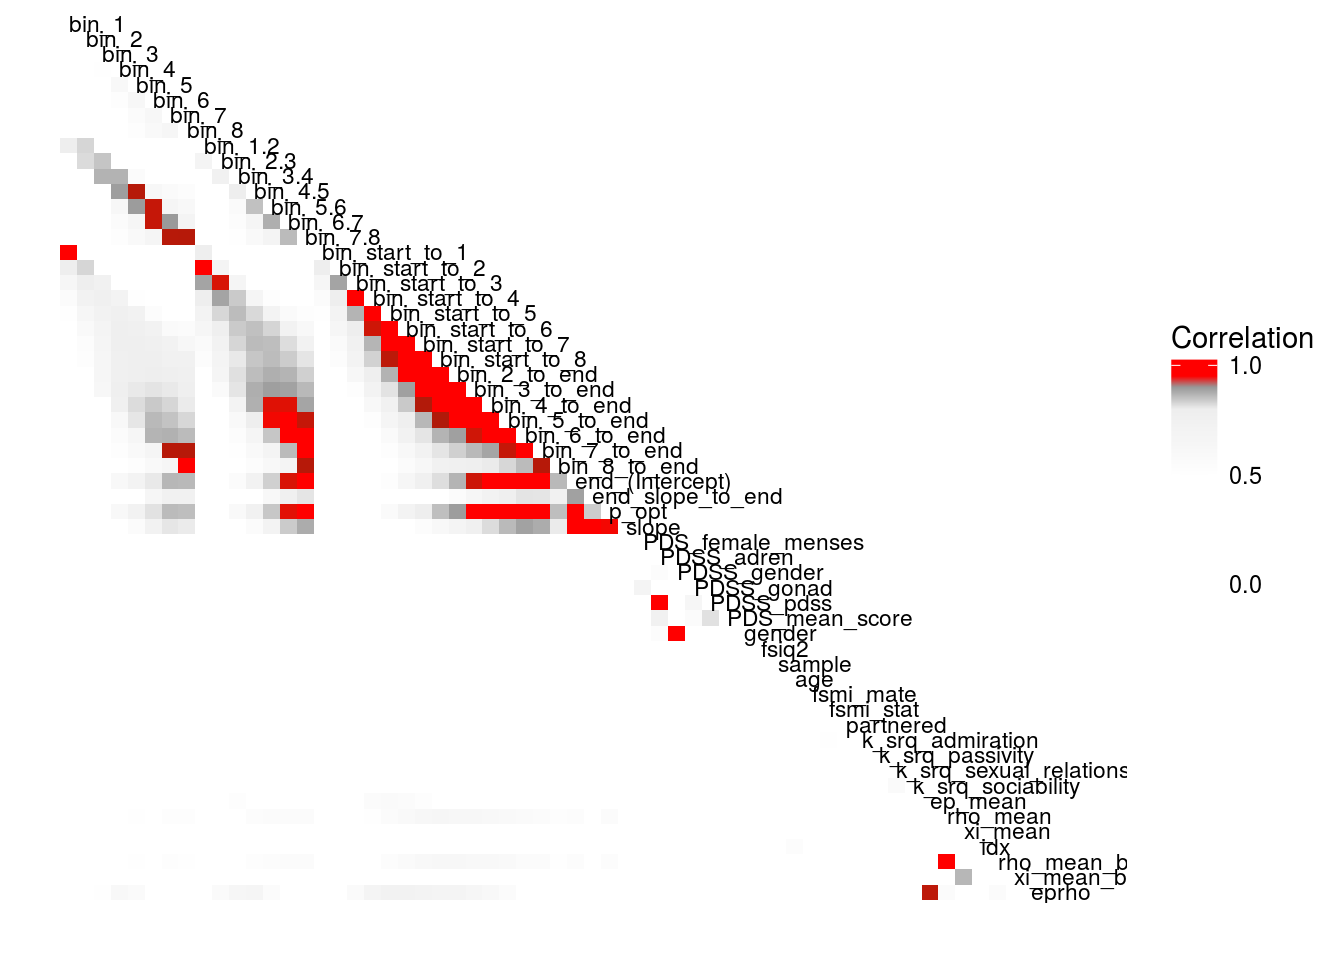 bin_1
bin_2
bin_3
bin_4
bin_5
bin_6
bin_7
bin_8
bin_1.2
bin_2.3
bin_3.4
bin_4.5
bin_5.6
bin_6.7
bin_7.8
bin_start_to_1
bin_start_to_2
bin_start_to_3
bin_start_to_4
bin_start_to_5
bin_start_to_6
bin_start_to_7
bin_start_to_8
bin_2_to_end
bin_3_to_end
bin_4_to_end
bin_5_to_end
bin_6_to_end
bin_7_to_end
bin_8_to_end
end_(Intercept)
end_slope_to_end
p_opt
slope
PDS_female_menses
PDSS_adren
PDSS_gender
PDSS_gonad
PDSS_pdss
PDS_mean_score
gender
fsiq2
sample
age
fsmi_mate
fsmi_stat
partnered
k_srq_admiration
k_srq_passivity
k_srq_sexual_relations
k_srq_sociability
ep_mean
rho_mean
xi_mean
idx
rho_mean_b
xi_mean_b
eprho
Correlation
1.0
0.5
0.0